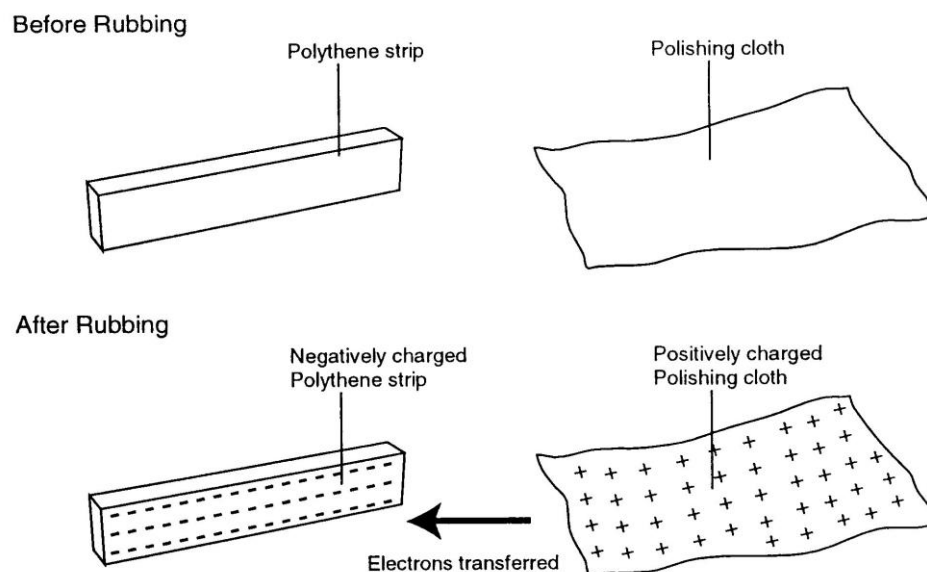 Before Rubbing
Polythene strip
Polishing cloth
After Rubbing
Negatively charged
Polythene strip
Positively charged
Polishing cloth
Electrons transferred